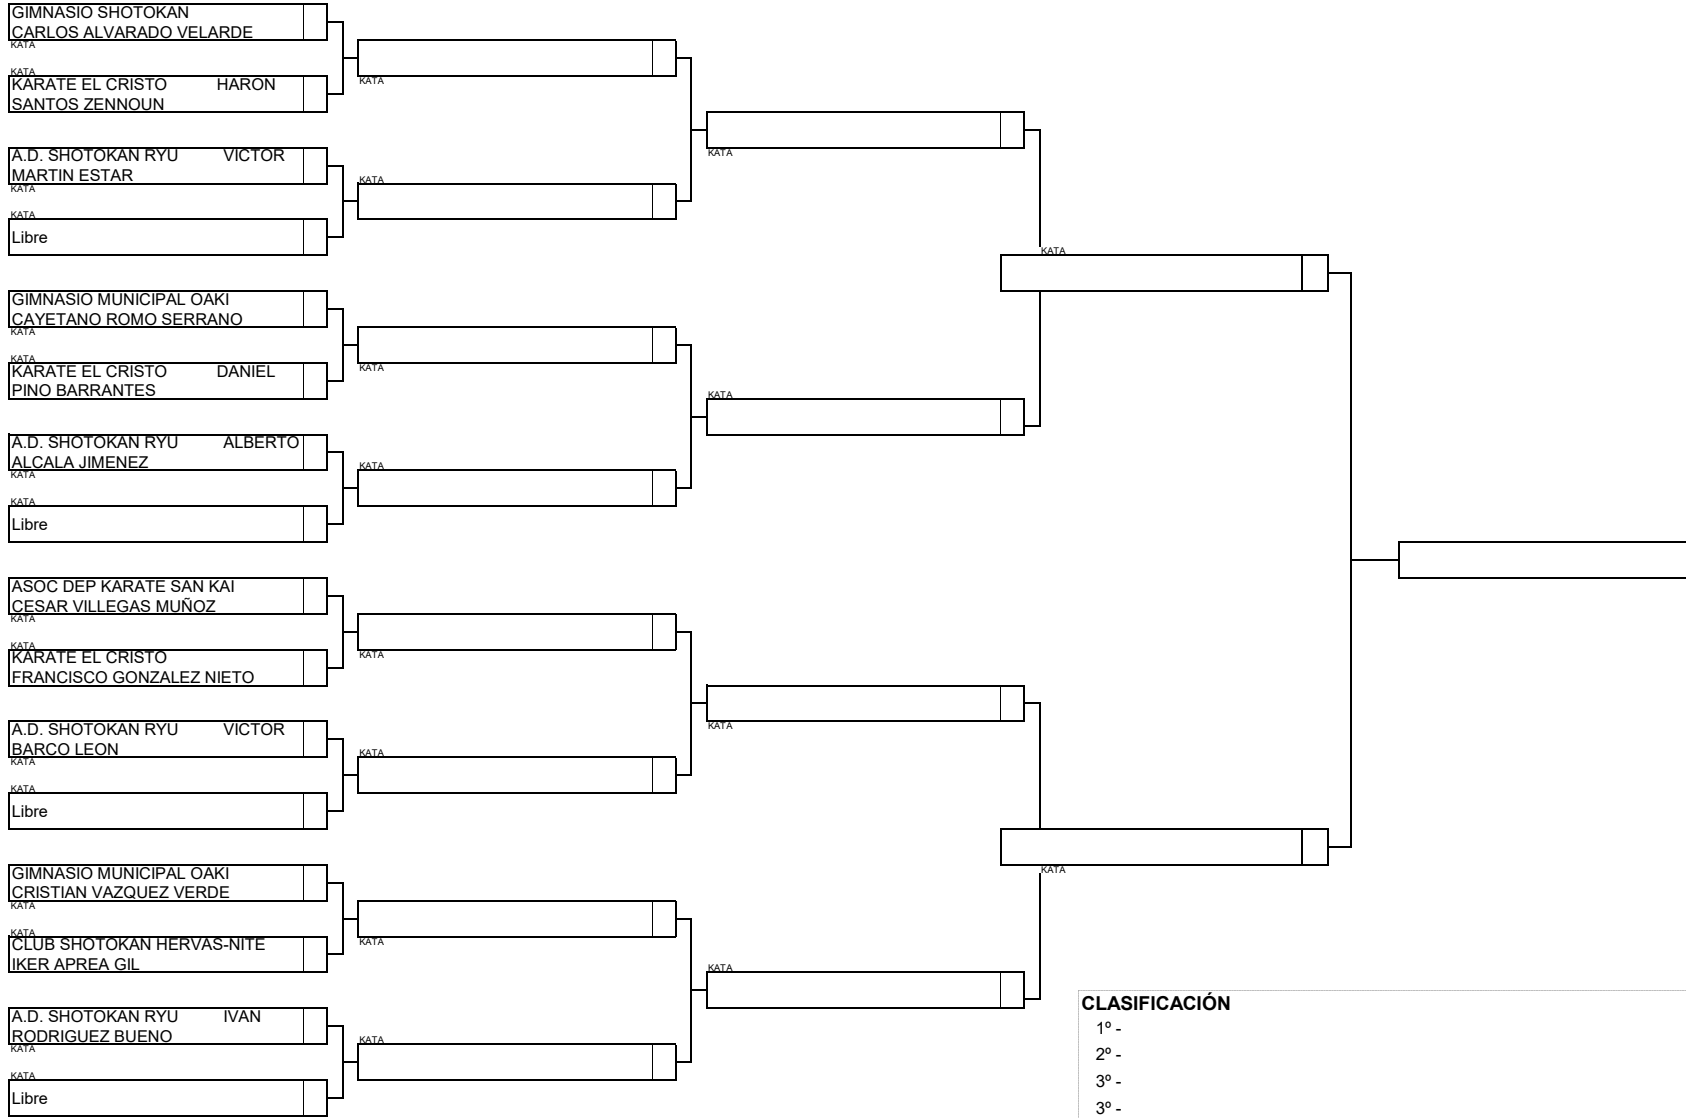 GIMNASIO SHOTOKAN
CARLOS ALVARADO VELARDE
KATA
KATA
KATA
KARATE EL CRISTO HARON
SANTOS ZENNOUN
KATA
A.D. SHOTOKAN RYU VICTOR
MARTIN ESTAR
KATA
KATA
KATA
Libre
KATA
GIMNASIO MUNICIPAL OAKI
CAYETANO ROMO SERRANO
KATA
KATA
KATA
KARATE EL CRISTO DANIEL
PINO BARRANTES
KATA
A.D. SHOTOKAN RYU ALBERTO
ALCALA JIMENEZ
KATA
KATA
KATA
Libre
ASOC DEP KARATE SAN KAI
CESAR VILLEGAS MUÑOZ
KATA
KATA
KATA
KARATE EL CRISTO
FRANCISCO GONZALEZ NIETO
KATA
A.D. SHOTOKAN RYU VICTOR
BARCO LEON
KATA
KATA
KATA
Libre
KATA
GIMNASIO MUNICIPAL OAKI
CRISTIAN VAZQUEZ VERDE
KATA
KATA
KATA
CLUB SHOTOKAN HERVAS-NITE
IKER APREA GIL
KATA
A.D. SHOTOKAN RYU IVAN
RODRIGUEZ BUENO
KATA
KATA
KATA
Libre
CLASIFICACIÓN
1º -
2º -
3º -
3º -